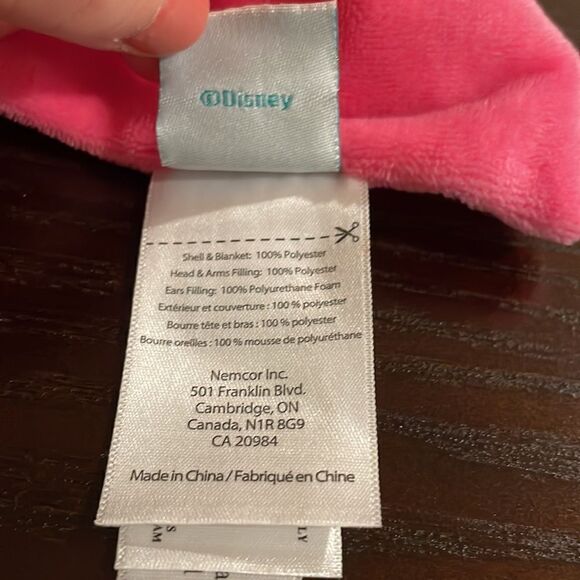 ©Disney
Shell & Blanket: 100% Polyester
Head & Arms Filling: 100% Polyester
Ears Filling: 100% Polyurethane Foam
Extérieur et couverture : 100 % polyester
Bourre tête et bras : 100 % polyester
Bourre oreilles : 100 % mousse de polyuréthane
Nemcor Inc.
501 Franklin Blvd.
Cambridge, ON
Canada, N1R 8G9
CA 20984
Made in China / Fabriqué en Chine